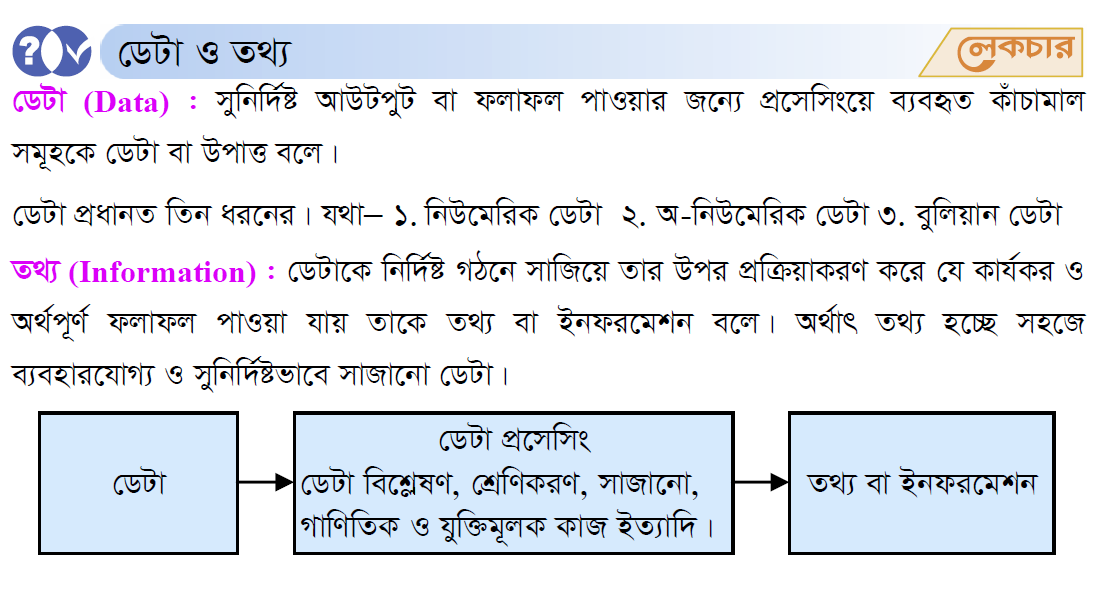 ?
ডেটা ও তথ্য
লেকচার
ডেটা (Data) : সুনির্দিষ্ট আউটপুট বা ফলাফল পাওয়ার জন্যে প্রসেসিংয়ে ব্যবহৃত কাঁচামাল
সমূহকে ডেটা বা উপাত্ত বলে।
ডেটা প্রধানত তিন ধরনের। যথা– ১. নিউমেরিক ডেটা ২. অ-নিউমেরিক ডেটা ৩. বুলিয়ান ডেটা
তথ্য (Information) : ডেটাকে নির্দিষ্ট গঠনে সাজিয়ে তার উপর প্রক্রিয়াকরণ করে যে কার্যকর ও
অর্থপূর্ণ ফলাফল পাওয়া যায় তাকে তথ্য বা ইনফরমেশন বলে। অর্থাৎ তথ্য হচ্ছে সহজে
ব্যবহারযোগ্য ও সুনির্দিষ্টভাবে সাজানো ডেটা।
ডেটা
ডেটা প্রসেসিং
ডেটা বিশ্লেষণ, শ্রেণিকরণ, সাজানো,
গাণিতিক ও যুক্তিমূলক কাজ ইত্যাদি।
তথ্য বা ইনফরমেশন